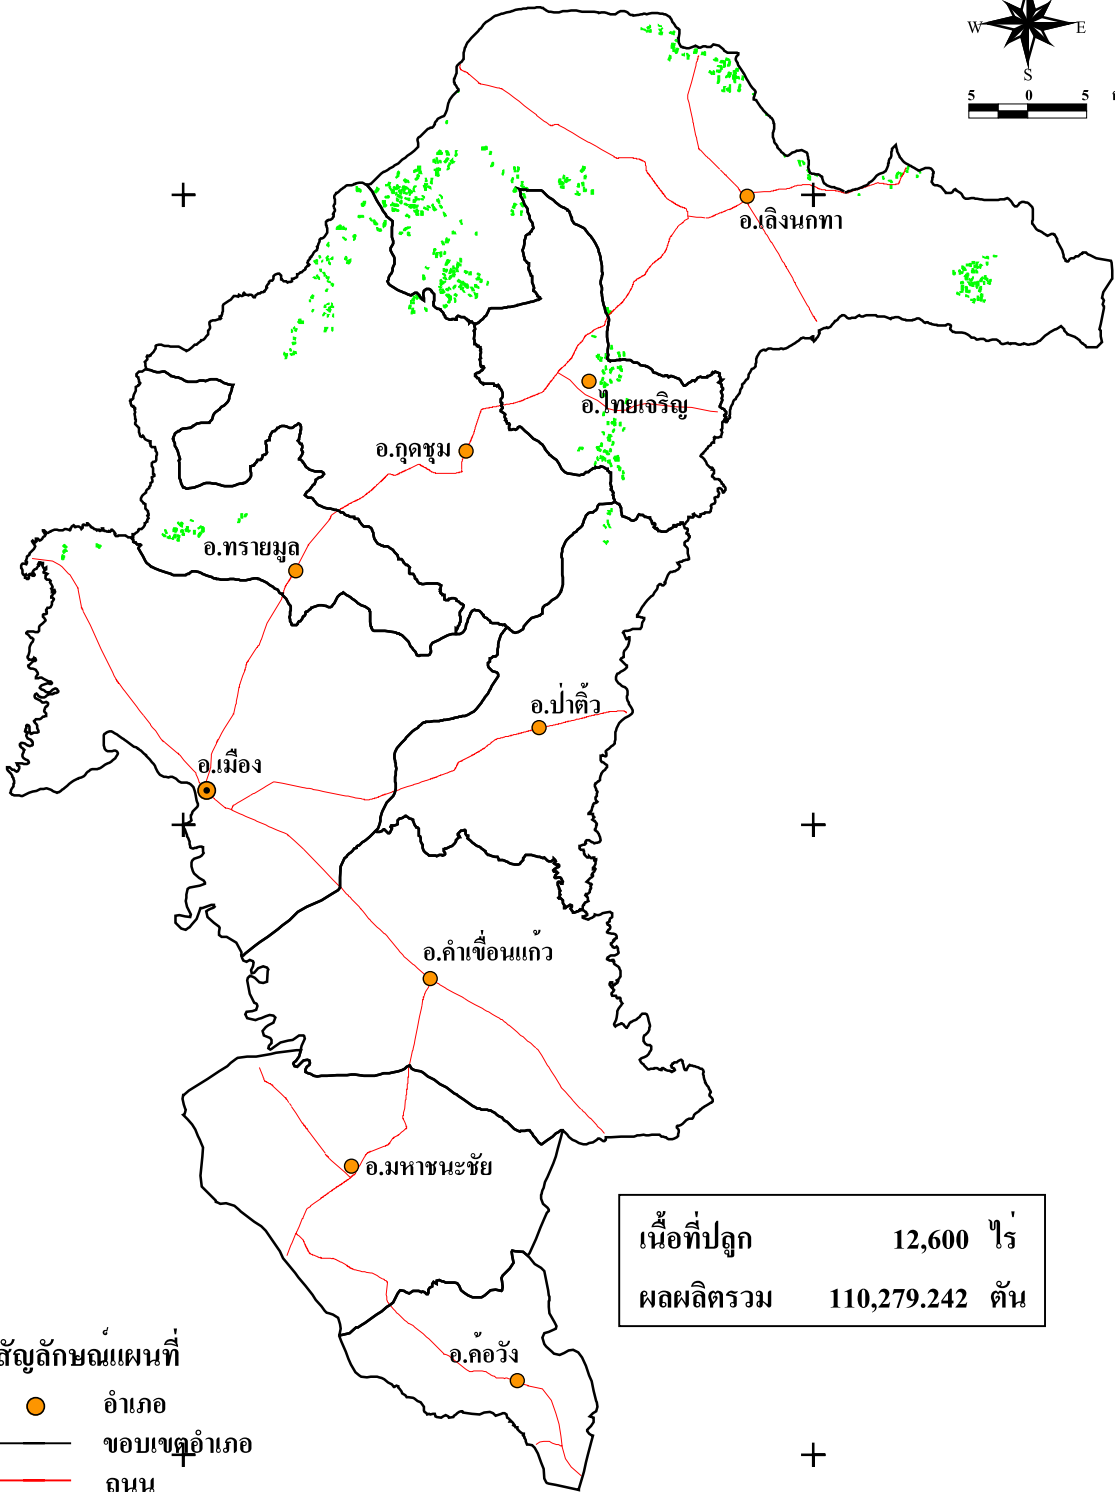 W E
S
5 0 5
อ.เลิงนกทา
อ.ไทยเจริญ
อ.กุดชุม
อ.ทรายมูล
อ.ป่าติ้ว
อ.เมือง
อ.คำเขื่อนแก้ว
อ.มหาชนะชัย
เนื้อที่ปลูก 12,600 ไร่
ผลผลิตรวม 110,279.242 ตัน
อ.ค้อวัง
สัญลักษณ์แผนที่
อำเภอ
ขอบเขตอำเภอ
ถนน